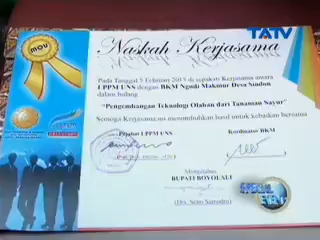 TATV
MOU
Naskah Kerjasama
Pada Tanggal 5 Februari 2013 di sepakati Kerjasama antara
LPPM UNS dengan BKM Ngudi Makmur Desa Sindon
dalam bidang
"Pengembangan Teknologi Olahan dari Tanaman Sayur"
Semoga Kerjasama ini menumbuhkan hasil untuk kebaikan bersama
Pejabat LPPM UNS
Koordinator BKM
Mengetahui
BUPATI BOYOLALI
(Drs. Seno Samodro)